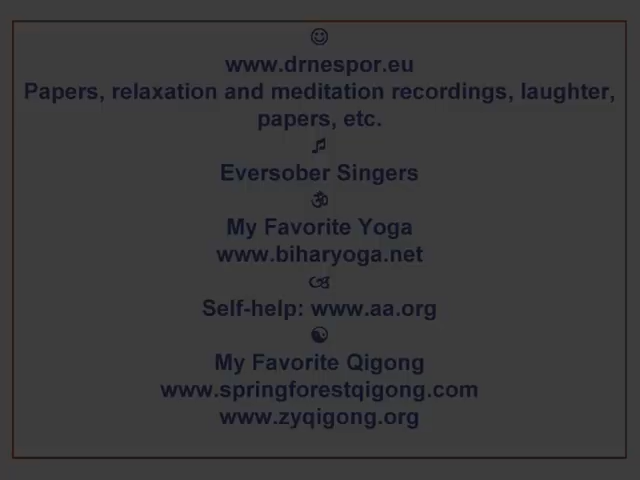 ☺
www.drnespor.eu
Papers, relaxation and meditation recordings, laughter,
papers, etc.
♫
Eversober Singers
ॐ
My Favorite Yoga
www.biharyoga.net
Self-help: www.aa.org
☯
My Favorite Qigong
www.springforestqigong.com
www.zyqigong.org